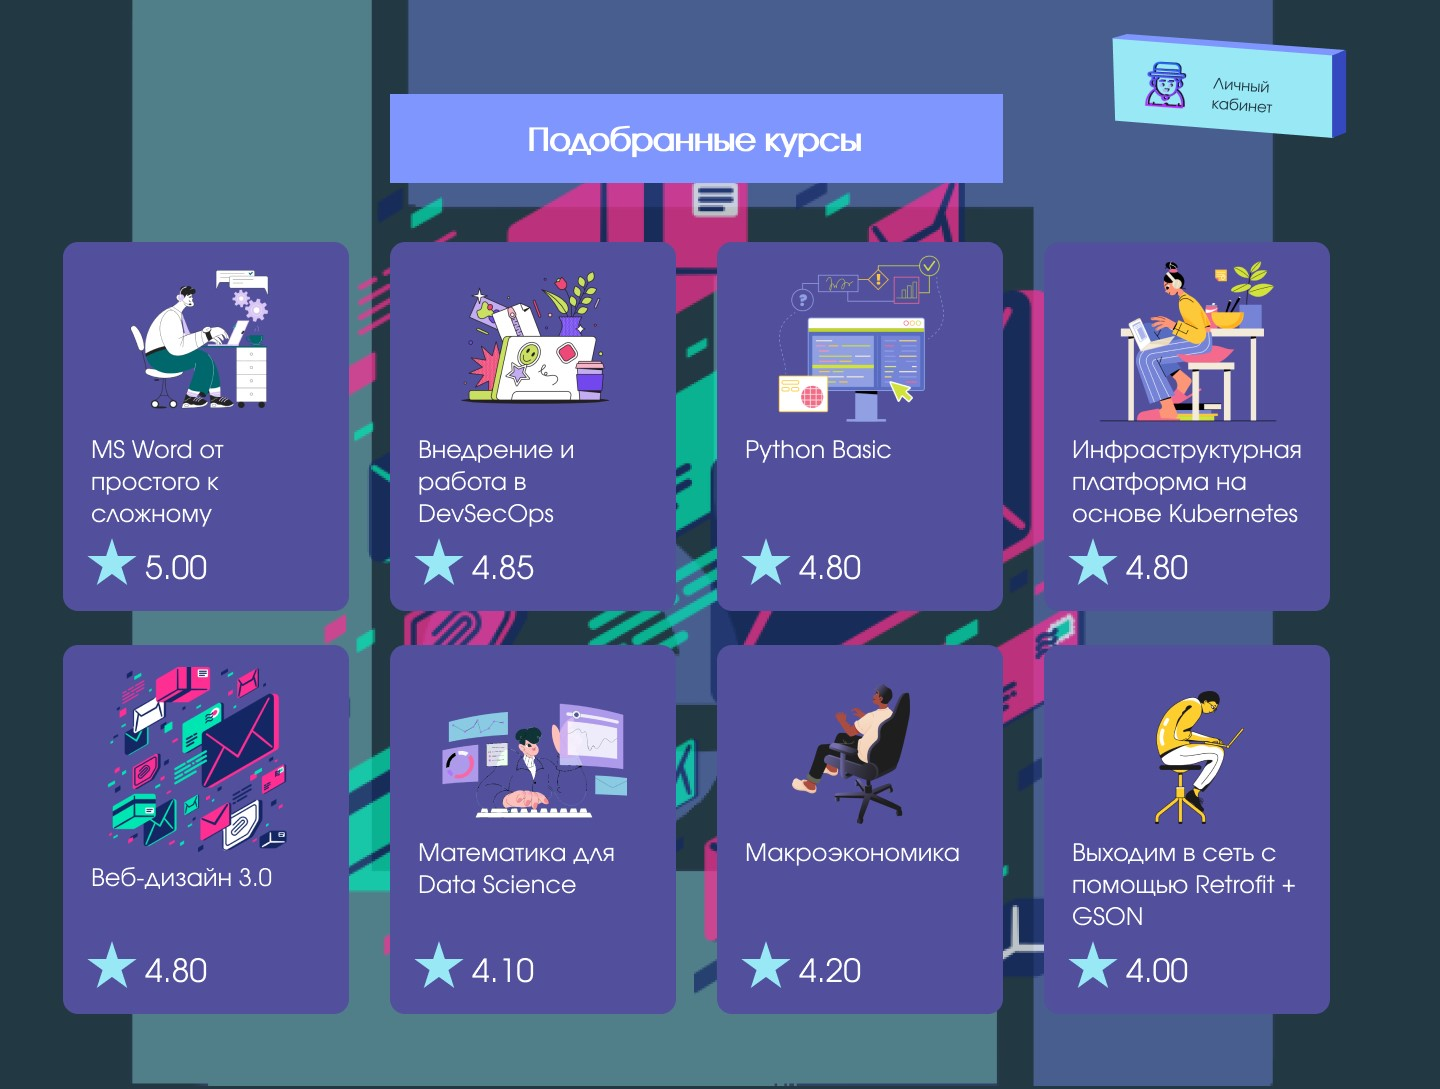 Личный
кабинет
Подобранные курсы
MS Word от
простого к
сложному
5.00
Внедрение и
работа в
DevSecOps
4.85
Python Basic
4.80
Инфраструктурная
платформа на
основе Kubernetes
4.80
Веб-дизайн 3.0
4.80
Математика для
Data Science
4.10
Макроэкономика
4.20
Выходим в сеть с
помощью Retrofit +
GSON
4.00